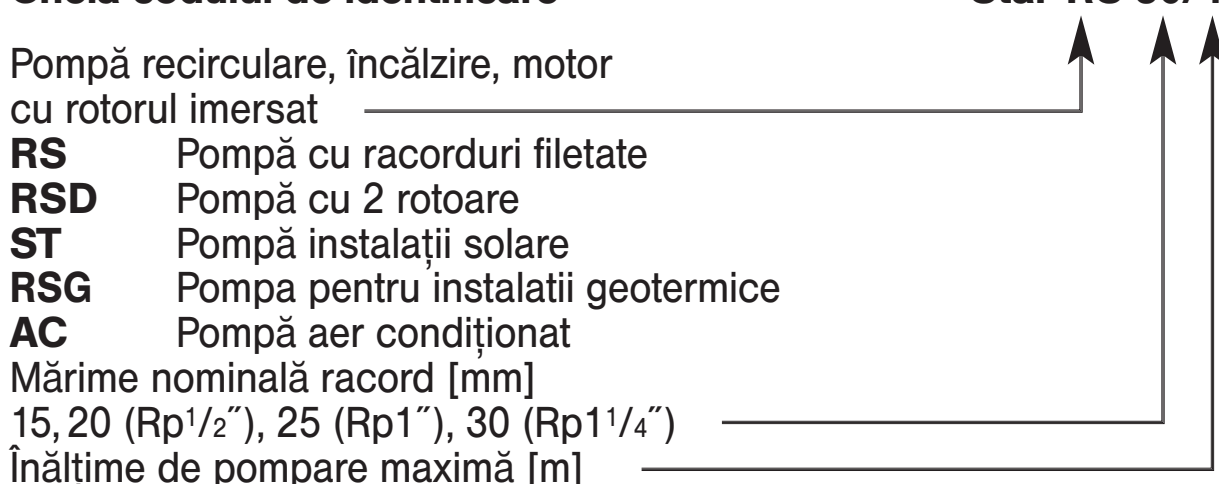 Pompă recirculare, încălzire, motor
cu rotorul imersat
RS Pompă cu racorduri filetate
RSD Pompă cu 2 rotoare
ST Pompă instalații solare
RSG Pompa pentru instalatii geotermice
AC Pompă aer condiționat
Mărime nominală racord [mm]
15, 20 (Rp1/2˝), 25 (Rp1˝), 30 (Rp11/4˝)
Înălțime de pompare maximă [m]